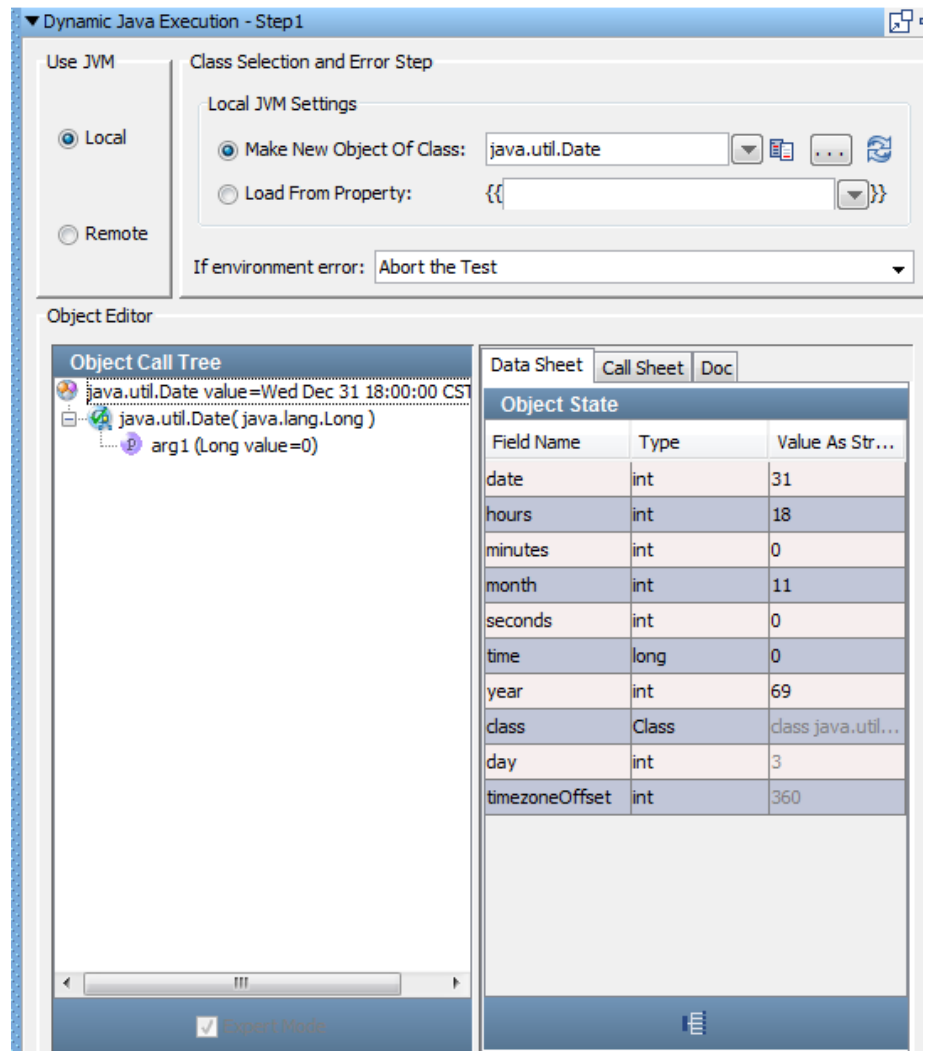 Dynamic Java Execution - Step1
Use JVM
Class Selection and Error Step
Local JVM Settings
Local
Make New Object Of Class: java.util.Date ...
Load From Property: {{ }}
Remote
If environment error: Abort the Test
Object Editor
Object Call Tree
java.util.Date value=Wed Dec 31 18:00:00 CST
java.util.Date( java.lang.Long )
P arg1 (Long value=0)
Data Sheet Call Sheet Doc
Object State
Field Name Type Value As Str...
date int 31
hours int 18
minutes int 0
month int 11
seconds int 0
time long 0
year int 69
class Class class java.util...
day int 3
timezoneOffset int 360
Expert Mode